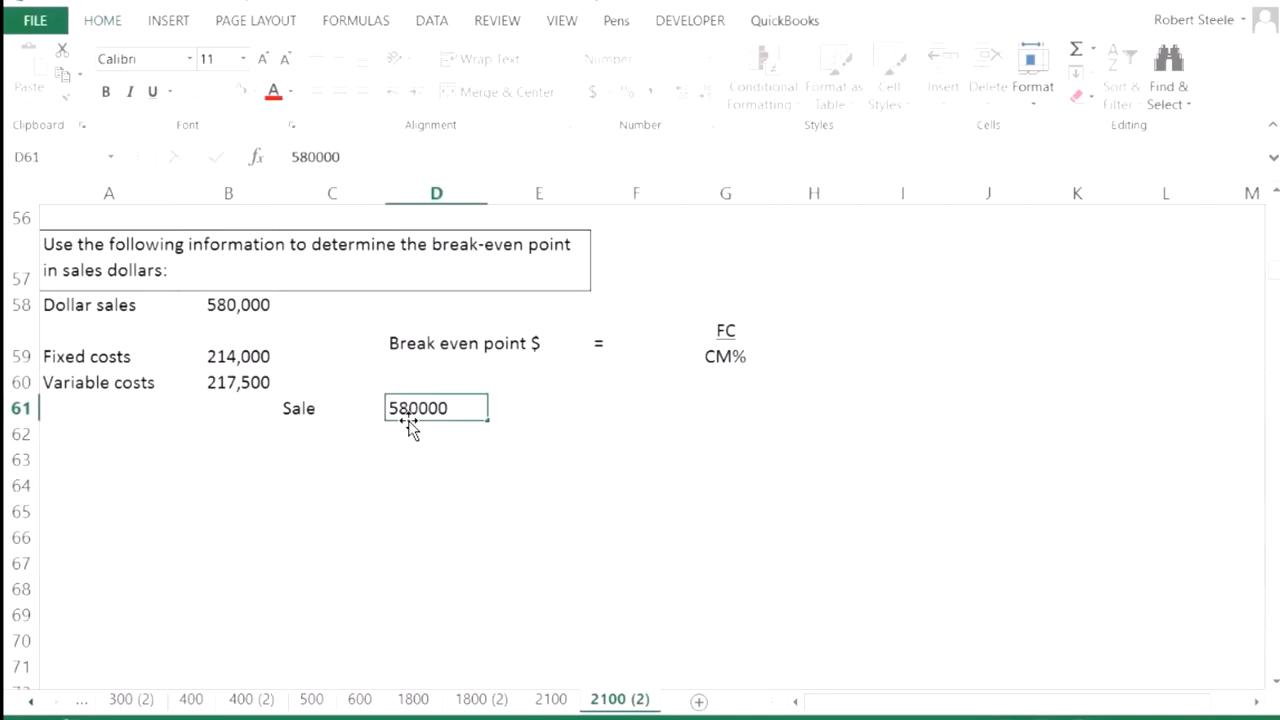 FILE HOME INSERT PAGE LAYOUT FORMULAS DATA REVIEW VIEW Pens DEVELOPER QuickBooks Robert Steele
Calibri 11 A A Wrap Text Number Σ A Z
Paste B I U A Merge & Center $ % , Conditional Formatting Format as Table Cell Styles Insert Delete Format Sort & Filter Find & Select
Clipboard Font Alignment Number Styles Cells Editing
D61 fx 580000
A B C D E F G H I J K L M
56
57 Use the following information to determine the break-even point
in sales dollars:
58 Dollar sales 580,000
Break even point $ = FC
59 Fixed costs 214,000 CM%
60 Variable costs 217,500
61 Sale 580000
62
63
64
65
66
67
68
69
70
71
... 300 (2) 400 400 (2) 500 600 1800 1800 (2) 2100 2100 (2)